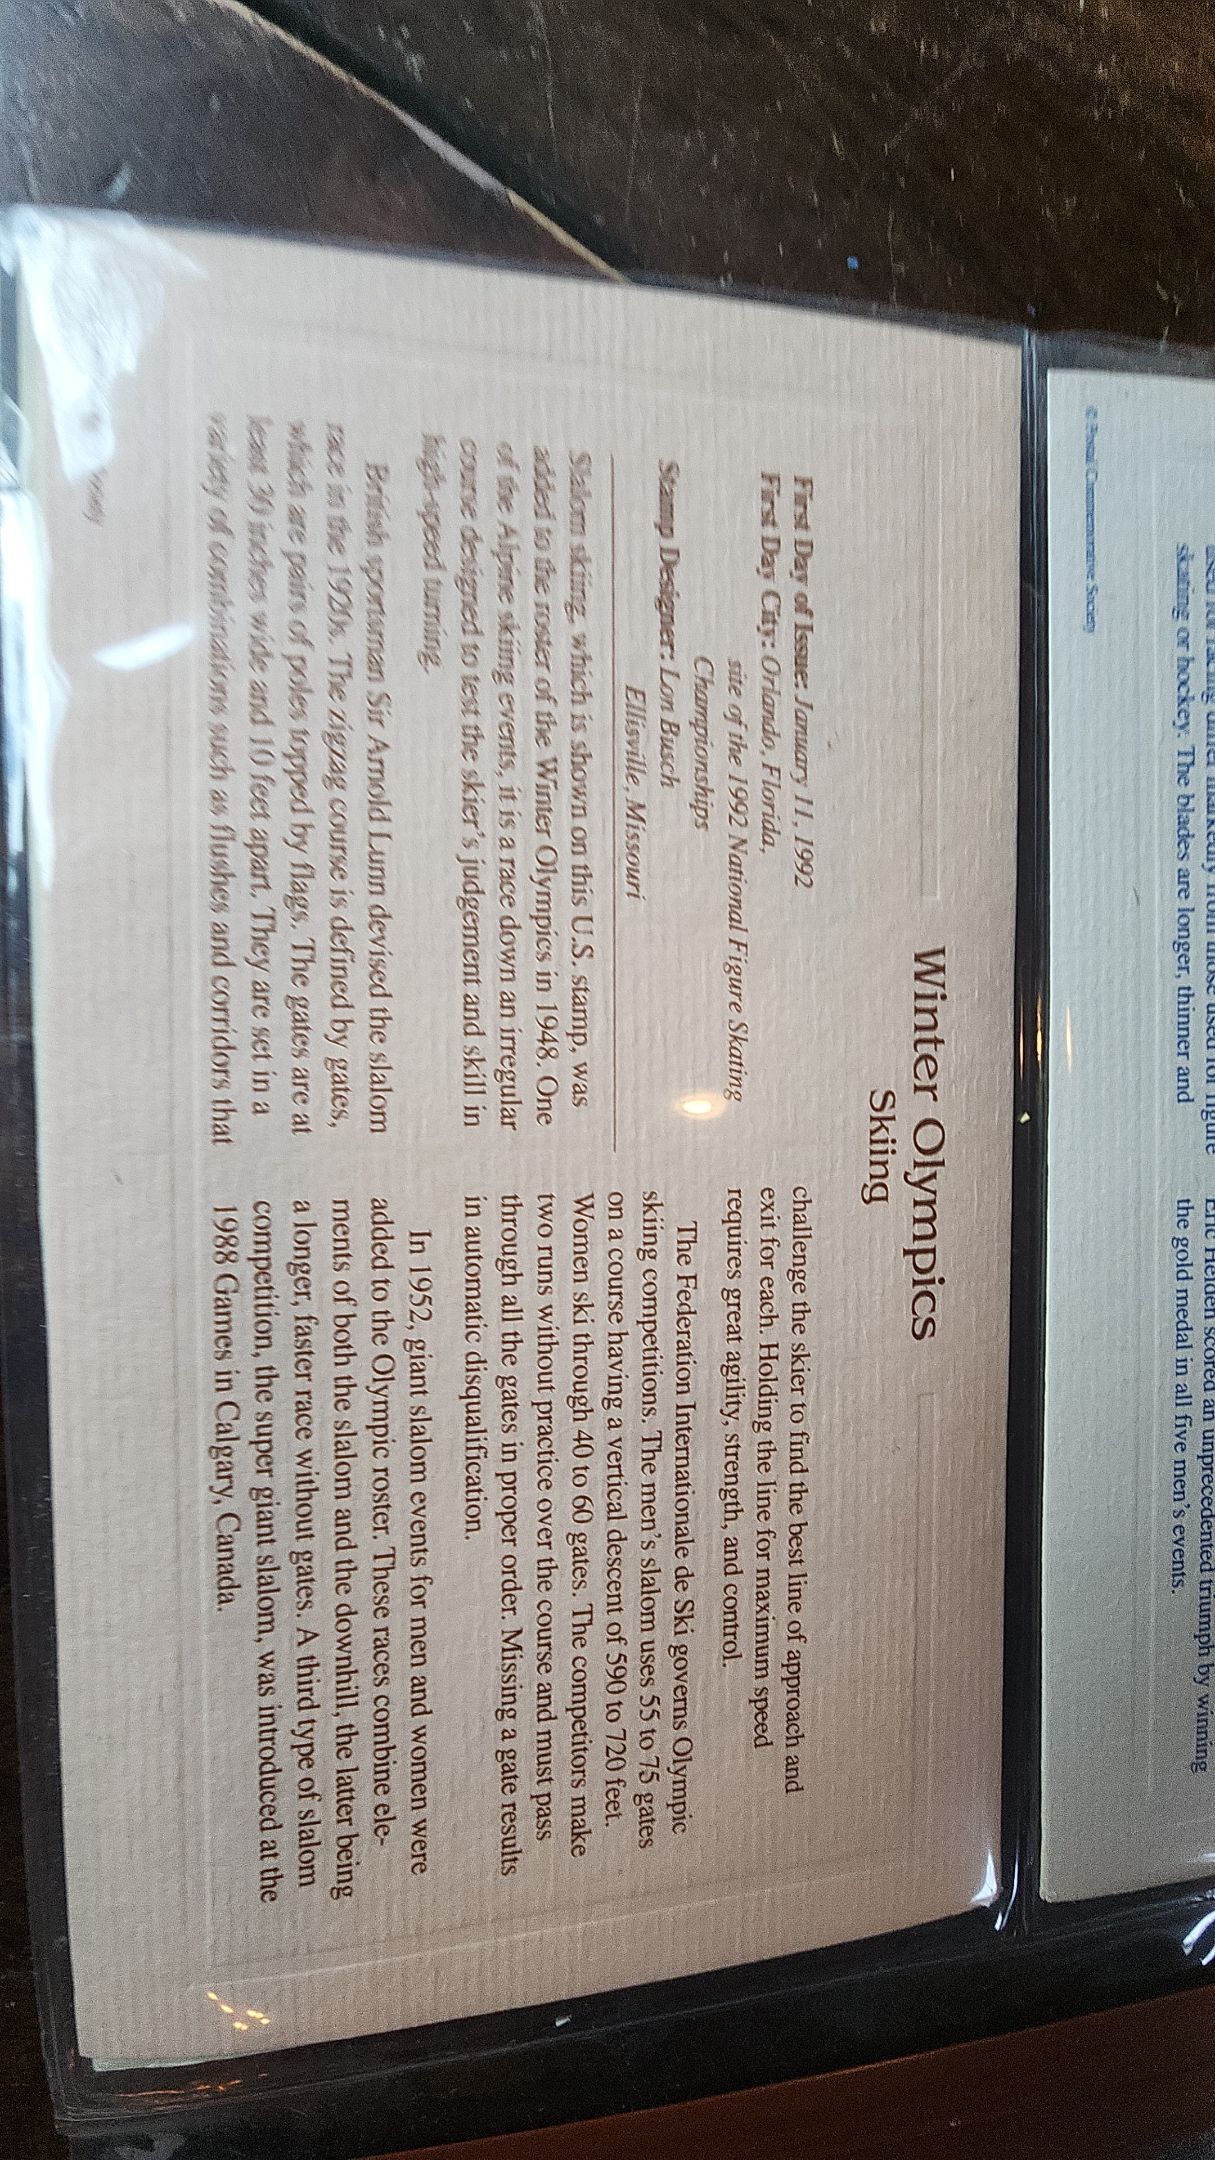 skating or hockey. The blades are longer, thinner and
the gold medal in all five men's events.
© Postal Commemorative Society
Winter Olympics
Skiing
First Day of Issue: January 11, 1992
First Day City: Orlando, Florida,
site of the 1992 National Figure Skating
Championships
Stamp Designer: Lon Busch
Ellisville, Missouri
Slalom skiing, which is shown on this U.S. stamp, was
added to the roster of the Winter Olympics in 1948. One
of the Alpine skiing events, it is a race down an irregular
course designed to test the skier's judgement and skill in
high-speed turning.
British sportsman Sir Arnold Lunn devised the slalom
race in the 1920s. The zigzag course is defined by gates,
which are pairs of poles topped by flags. The gates are at
least 30 inches wide and 10 feet apart. They are set in a
variety of combinations such as flushes and corridors that
challenge the skier to find the best line of approach and
exit for each. Holding the line for maximum speed
requires great agility, strength, and control.
The Federation Internationale de Ski governs Olympic
skiing competitions. The men's slalom uses 55 to 75 gates
on a course having a vertical descent of 590 to 720 feet.
Women ski through 40 to 60 gates. The competitors make
two runs without practice over the course and must pass
through all the gates in proper order. Missing a gate results
in automatic disqualification.
In 1952, giant slalom events for men and women were
added to the Olympic roster. These races combine ele-
ments of both the slalom and the downhill, the latter being
a longer, faster race without gates. A third type of slalom
competition, the super giant slalom, was introduced at the
1988 Games in Calgary, Canada.